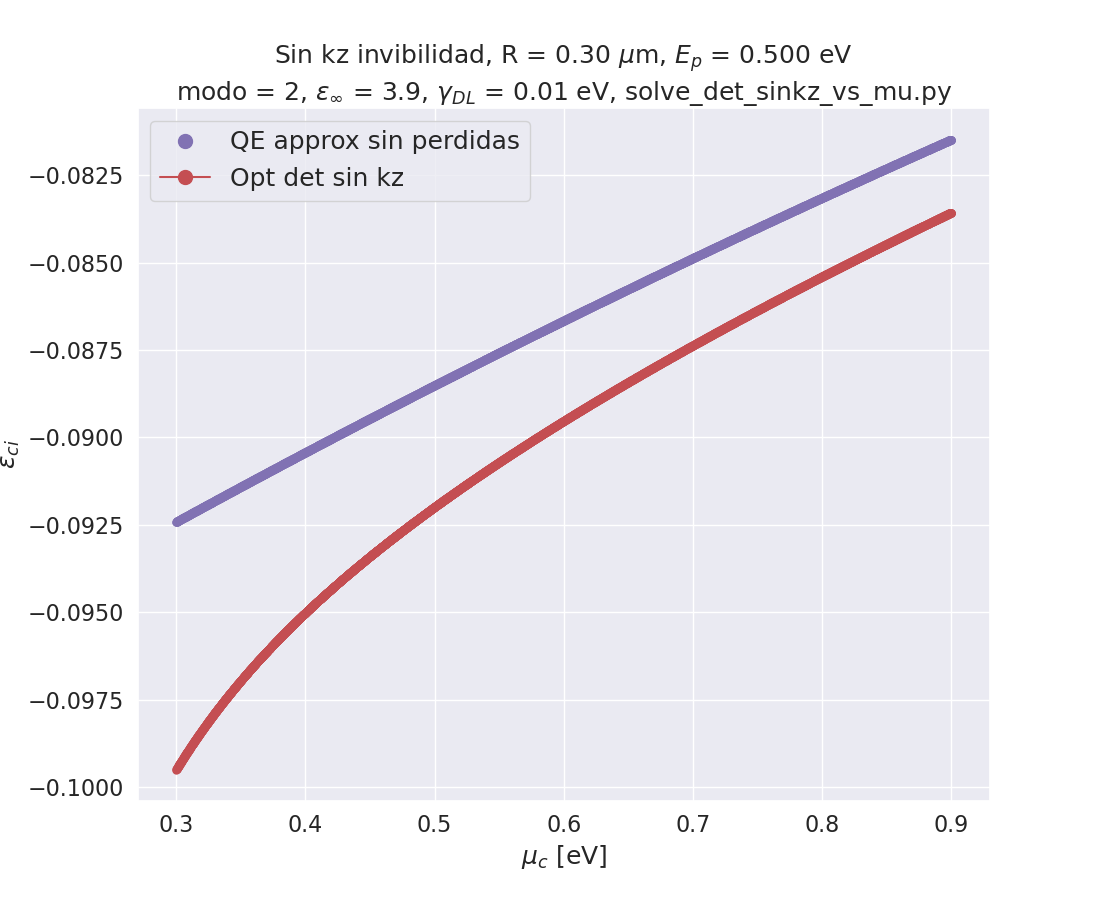 Sin kz invibilidad, R = 0.30 μm, E_p = 0.500 eV
modo = 2, ε_∞ = 3.9, γ_DL = 0.01 eV, solve_det_sinkz_vs_mu.py
QE approx sin perdidas
Opt det sin kz
−0.0825
−0.0850
−0.0875
−0.0900
−0.0925
−0.0950
−0.0975
−0.1000
ε_ci
0.3 0.4 0.5 0.6 0.7 0.8 0.9
μ_c [eV]